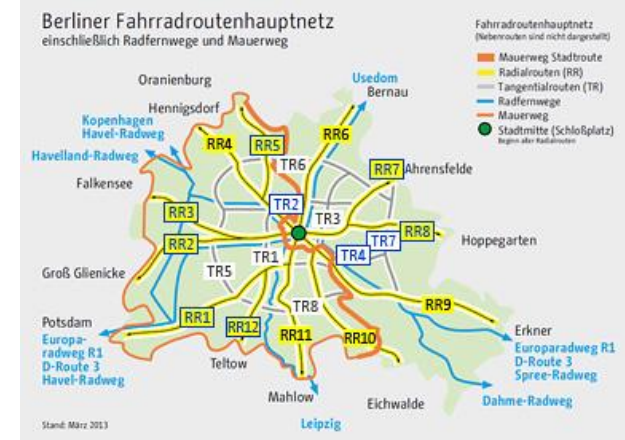 Berliner Fahrradroutenhauptnetz
einschließlich Radfernwege und Mauerweg
Fahrradroutenhauptnetz
(Nebenrouten sind nicht dargestellt)
Mauerweg Stadtroute
Radialrouten (RR)
Tangentialrouten (TR)
Radfernwege
Mauerweg
Stadtmitte (Schloßplatz)
Beginn aller Radialrouten
Oranienburg
Hennigsdorf
Usedom
Bernau
Kopenhagen
Havel-Radweg
Havelland-Radweg
Falkensee
RR4
RR5
RR6
TR6
RR7
Ahrensfelde
RR3
TR2
TR3
RR8
RR2
TR7
Hoppegarten
TR1
TR4
TR5
Groß Glienicke
RR1
RR12
TR8
RR9
RR11
RR10
Potsdam
Europa-
radweg R1
D-Route 3
Havel-Radweg
Teltow
Mahlow
Leipzig
Eichwalde
Erkner
Europaradweg R1
D-Route 3
Spree-Radweg
Dahme-Radweg
Stand: März 2013